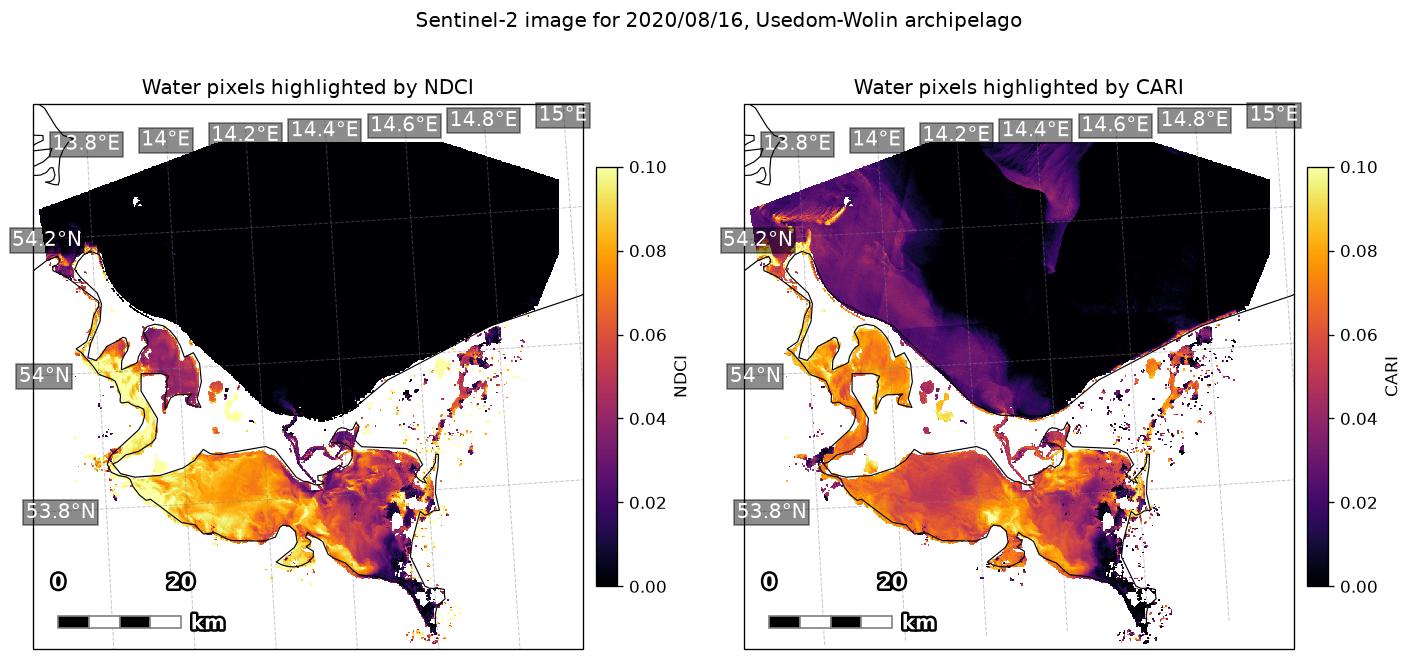 Sentinel-2 image for 2020/08/16, Usedom-Wolin archipelago
Water pixels highlighted by NDCI
13.8°E 14°E 14.2°E 14.4°E 14.6°E 14.8°E 15°E
54.2°N
54°N
53.8°N
0 20
km
0.10
0.08
0.06
0.04
0.02
0.00
NDCI
Water pixels highlighted by CARI
13.8°E 14°E 14.2°E 14.4°E 14.6°E 14.8°E 15°E
54.2°N
54°N
53.8°N
0 20
km
0.10
0.08
0.06
0.04
0.02
0.00
CARI